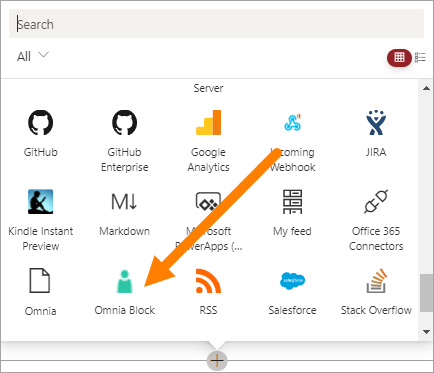 Search
All
Server
GitHub
GitHub
Enterprise
Google
Analytics
Incoming
Webhook
JIRA
Kindle Instant
Preview
Markdown
Microsoft
PowerApps (...
My feed
Office 365
Connectors
Omnia
Omnia Block
RSS
Salesforce
Stack Overflow